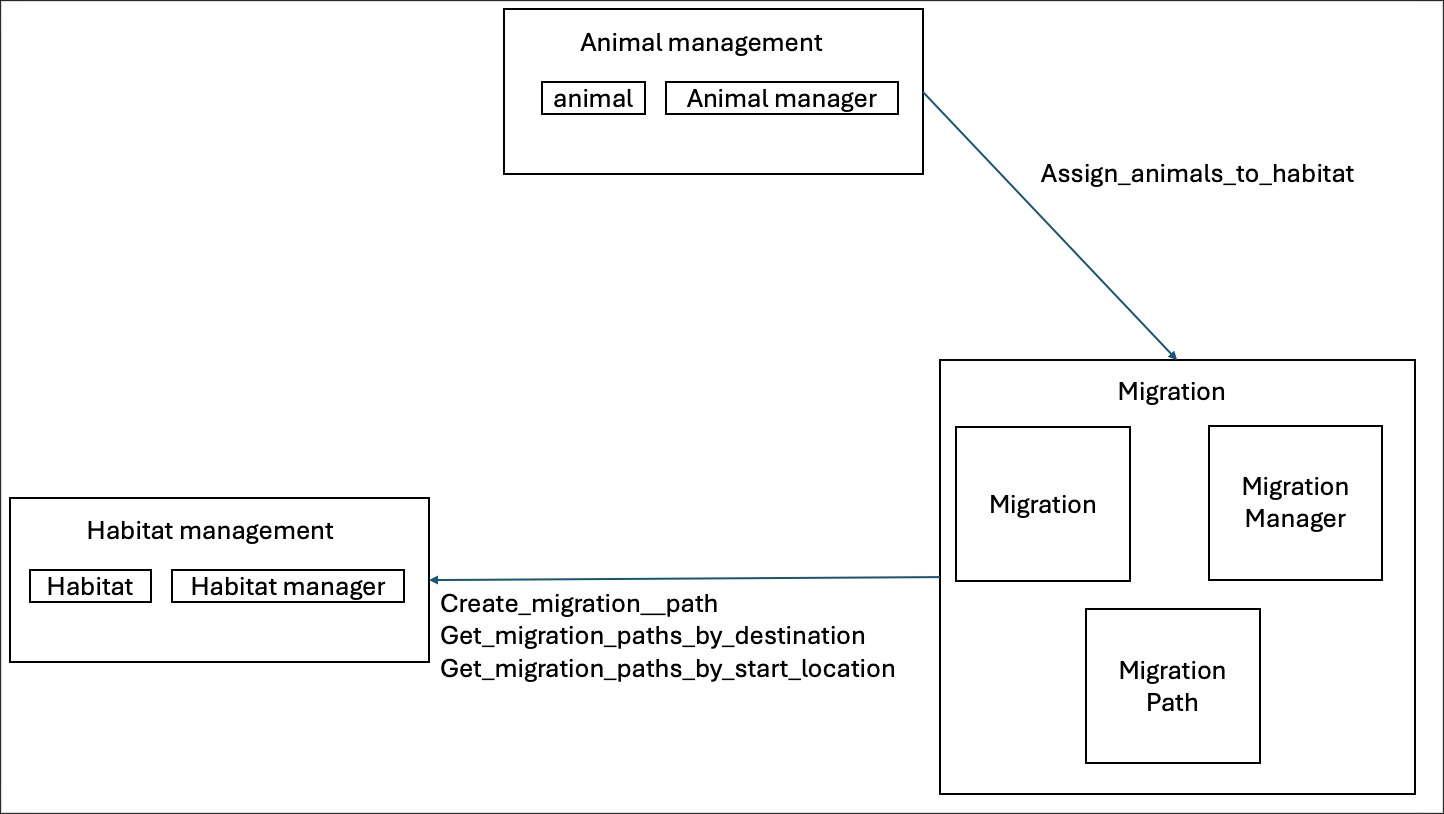 Animal management
animal
Animal manager
Assign_animals_to_habitat
Migration
Migration
Migration
Manager
Migration
Path
Habitat management
Habitat
Habitat manager
Create_migration__path
Get_migration_paths_by_destination
Get_migration_paths_by_start_location